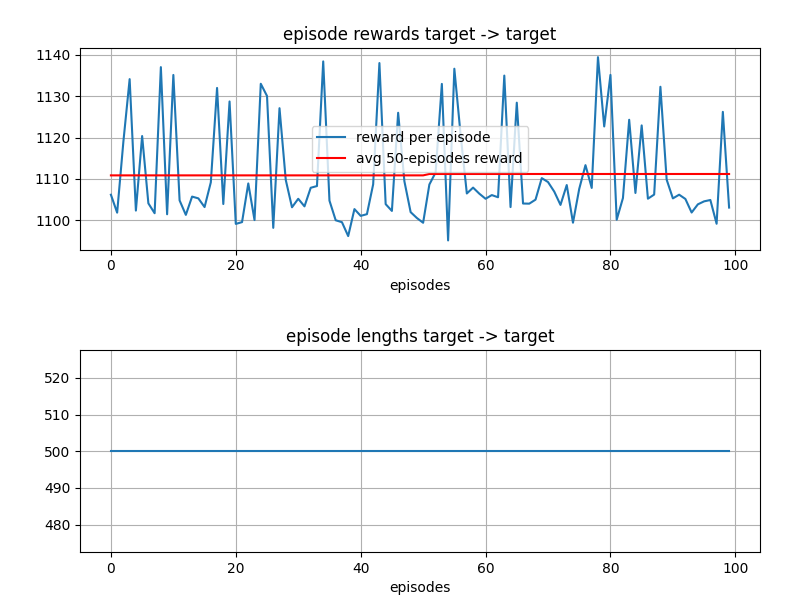 episode rewards target -> target
1140
1130
1120
1110
1100
reward per episode
avg 50-episodes reward
0 20 40 60 80 100
episodes
episode lengths target -> target
520
510
500
490
480
0 20 40 60 80 100
episodes